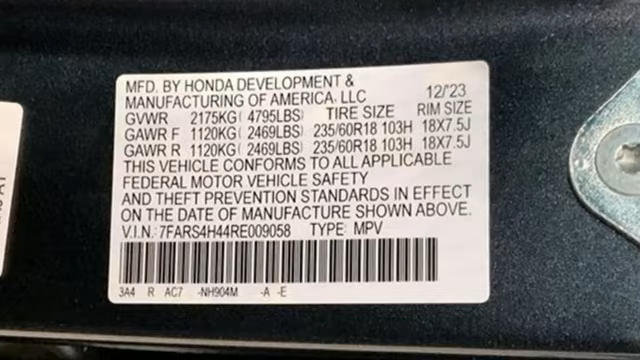 MFD. BY HONDA DEVELOPMENT &
MANUFACTURING OF AMERICA, LLC 12/'23
GVWR 2175KG( 4795LBS) TIRE SIZE RIM SIZE
GAWR F 1120KG( 2469LBS) 235/60R18 103H 18X7.5J
GAWR R 1120KG( 2469LBS) 235/60R18 103H 18X7.5J
THIS VEHICLE CONFORMS TO ALL APPLICABLE
FEDERAL MOTOR VEHICLE SAFETY
AND THEFT PREVENTION STANDARDS IN EFFECT
ON THE DATE OF MANUFACTURE SHOWN ABOVE.
V.I.N.: 7FARS4H44RE009058 TYPE: MPV
3A4 R AC7 -NH904M -A -E